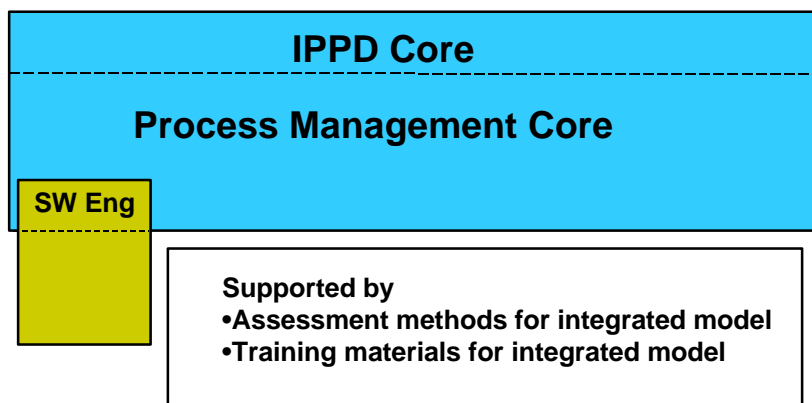 IPPD Core
Process Management Core
SW Eng
Supported by
•Assessment methods for integrated model
•Training materials for integrated model